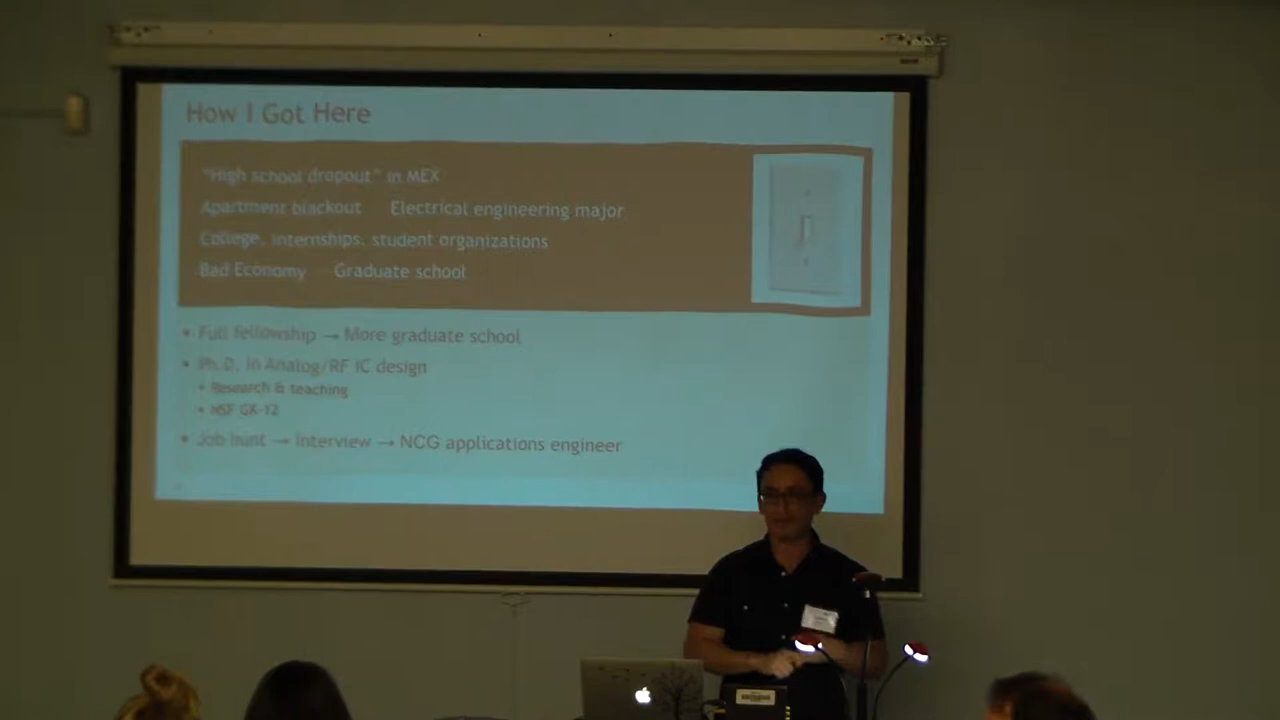 How I Got Here
"High school dropout" in MEX
Apartment blackout Electrical engineering major
College, internships, student organizations
Bad Economy Graduate school
• Full fellowship → More graduate school
• Ph.D. in Analog/RF IC design
• Research & teaching
• NSF GK-12
• Job hunt → Interview → NCG applications engineer